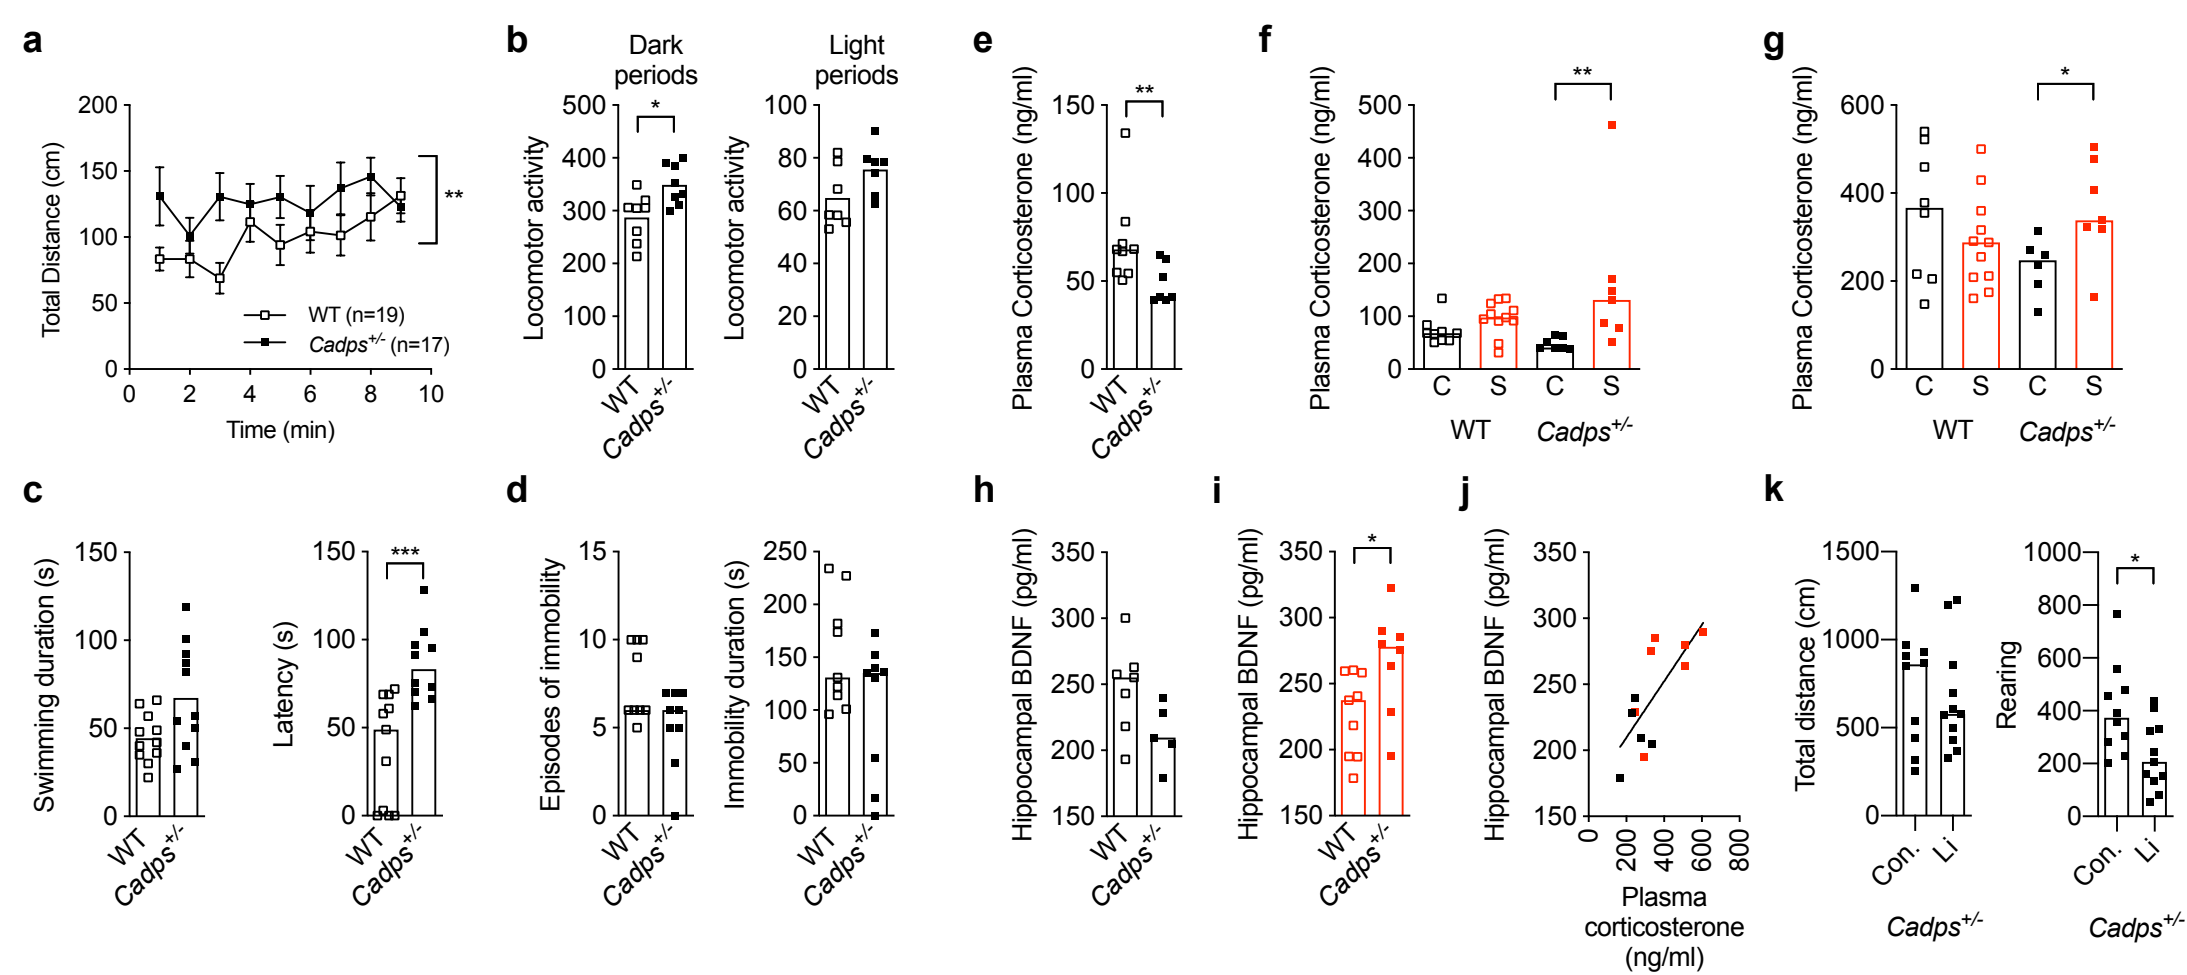 a
Total Distance (cm)
200
150
100
50
0
0 2 4 6 8 10
Time (min)
WT (n=19)
Cadps+/- (n=17)
**
b
Dark
periods
Locomotor activity
500
400
300
200
100
0
*
WT
Cadps+/-
Light
periods
Locomotor activity
100
80
60
40
20
0
WT
Cadps+/-
e
Plasma Corticosterone (ng/ml)
150
100
50
0
**
WT
Cadps+/-
f
Plasma Corticosterone (ng/ml)
500
400
300
200
100
0
**
C S C S
WT Cadps+/-
g
Plasma Corticosterone (ng/ml)
600
400
200
0
*
C S C S
WT Cadps+/-
c
Swimming duration (s)
150
100
50
0
WT
Cadps+/-
Latency (s)
150
100
50
0
***
WT
Cadps+/-
d
Episodes of immobility
15
10
5
0
WT
Cadps+/-
Immobility duration (s)
250
200
150
100
50
0
WT
Cadps+/-
h
Hippocampal BDNF (pg/ml)
350
300
250
200
150
WT
Cadps+/-
i
Hippocampal BDNF (pg/ml)
350
300
250
200
150
*
WT
Cadps+/-
j
Hippocampal BDNF (pg/ml)
350
300
250
200
150
0 200 400 600 800
Plasma
corticosterone
(ng/ml)
k
Total distance (cm)
1500
1000
500
0
Con. Li
Cadps+/-
Rearing
1000
800
600
400
200
0
*
Con. Li
Cadps+/-